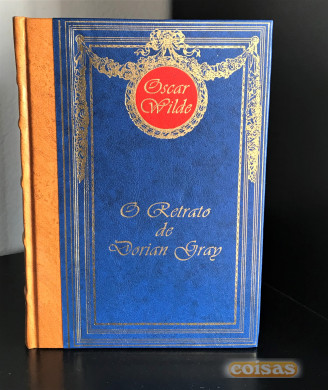 Oscar
Wilde
O Retrato
de
Dorian Gray
coisas